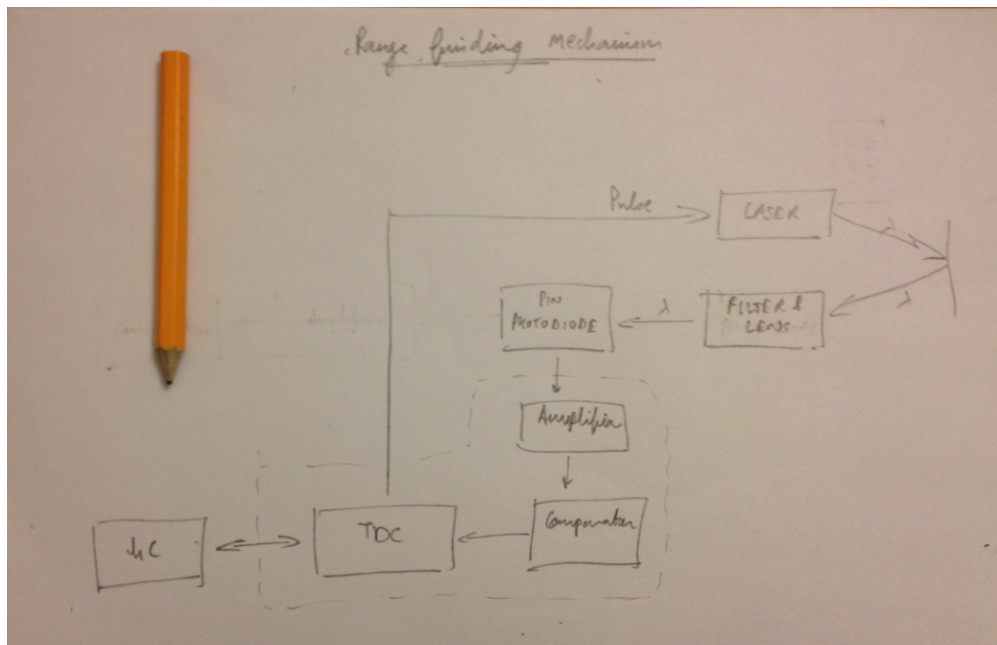 Range finding mechanism
Pulse
LASER
λ
λ
FILTER &
LENS
λ
PIN
PHOTODIODE
Amplifier
Comparator
TDC
μC